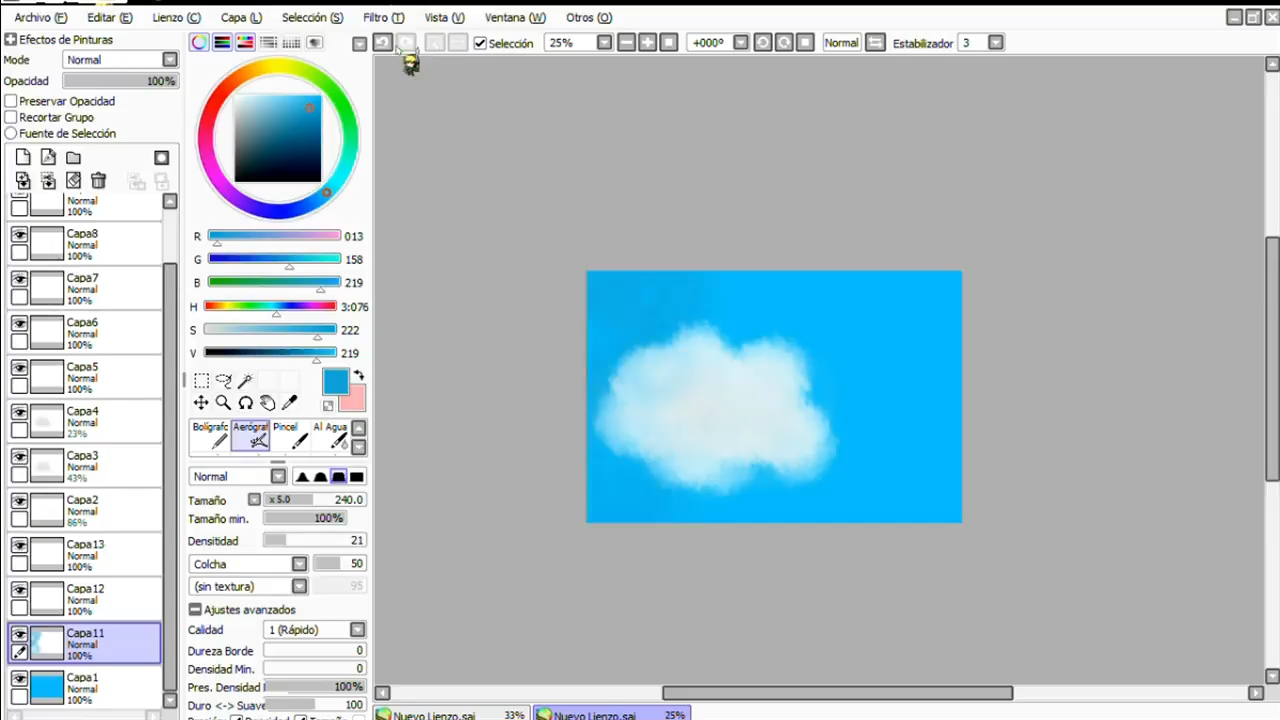 Archivo (F) Editar (E) Lienzo (C) Capa (L) Selección (S) Filtro (T) Vista (V) Ventana (W) Otros (O)
Selección 25% +000º Normal Estabilizador 3
Efectos de Pinturas
Mode Normal
Opacidad 100%
Preservar Opacidad
Recortar Grupo
Fuente de Selección
Normal
100%
Capa8
Normal
100%
Capa7
Normal
100%
Capa6
Normal
100%
Capa5
Normal
100%
Capa4
Normal
23%
Capa3
Normal
43%
Capa2
Normal
86%
Capa13
Normal
100%
Capa12
Normal
100%
Capa11
Normal
100%
Capa1
Normal
100%
R 013
G 158
B 219
H 3:076
S 222
V 219
Bolígrafc Aerógraf Pincel Al Agua
Normal
Tamaño x 5.0 240.0
Tamaño min. 100%
Densitidad 21
Colcha 50
(sin textura) 95
Ajustes avanzados
Calidad 1 (Rápido)
Dureza Borde 0
Densidad Min. 0
Pres. Densidad 100%
Duro <-> Suave 100
Nuevo Lienzo.sai 33% Nuevo Lienzo.sai 25%